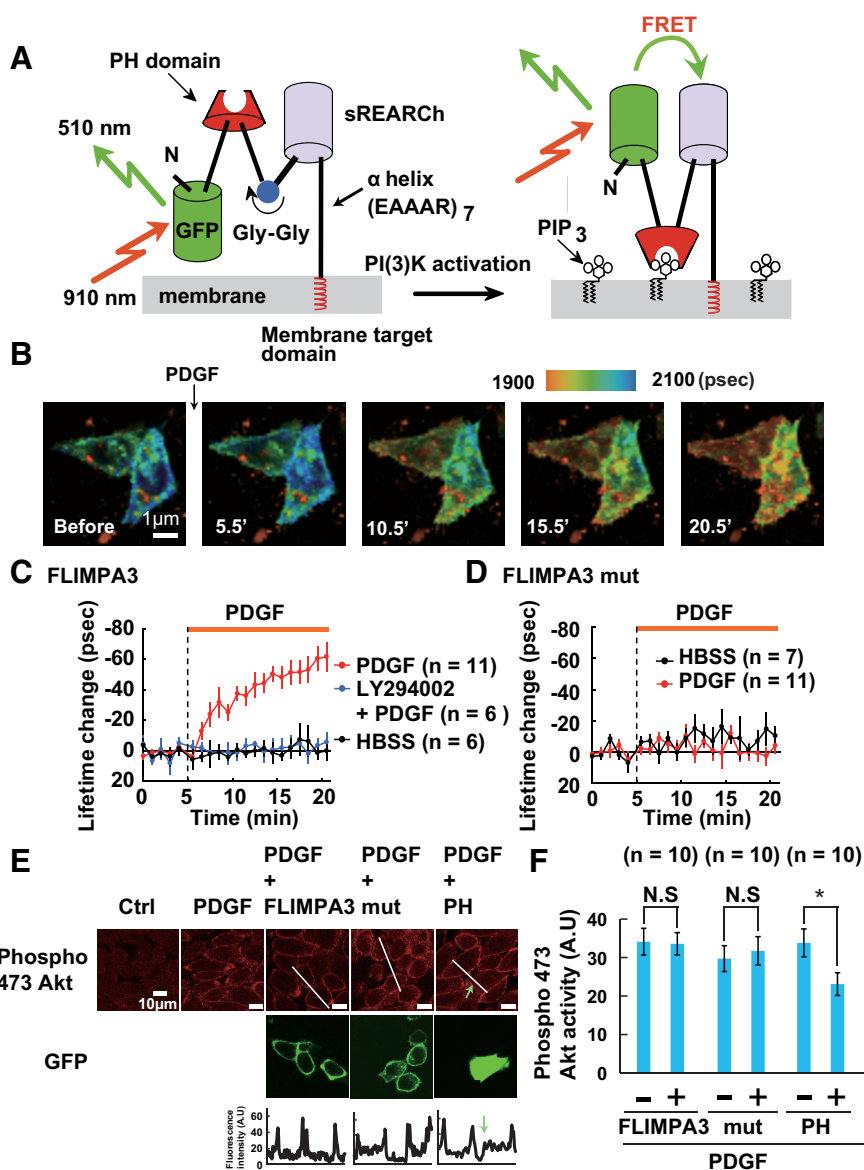 A
PH domain
510 nm
N
GFP
910 nm
Gly-Gly
sREARCh
α helix
(EAAAR)7
membrane
Membrane target
domain
PI(3)K activation
FRET
N
PIP3
B
PDGF
1900
2100 (psec)
Before
1μm
5.5'
10.5'
15.5'
20.5'
C FLIMPA3
PDGF
Lifetime change (psec)
-80
-60
-40
-20
0
20
0 5 10 15 20
Time (min)
PDGF (n = 11)
LY294002
+ PDGF (n = 6 )
HBSS (n = 6)
D FLIMPA3 mut
PDGF
Lifetime change (psec)
-80
-60
-40
-20
0
20
0 5 10 15 20
Time (min)
HBSS (n = 7)
PDGF (n = 11)
E
Ctrl
PDGF
PDGF
+
FLIMPA3
PDGF
+
mut
PDGF
+
PH
Phospho
473 Akt
10μm
GFP
Fluorescence
intensity (A.U)
60
40
20
0
F
(n = 10) (n = 10) (n = 10)
N.S N.S *
Phospho 473
Akt activity (A.U)
40
30
20
10
0
− + − + − +
FLIMPA3 mut PH
PDGF